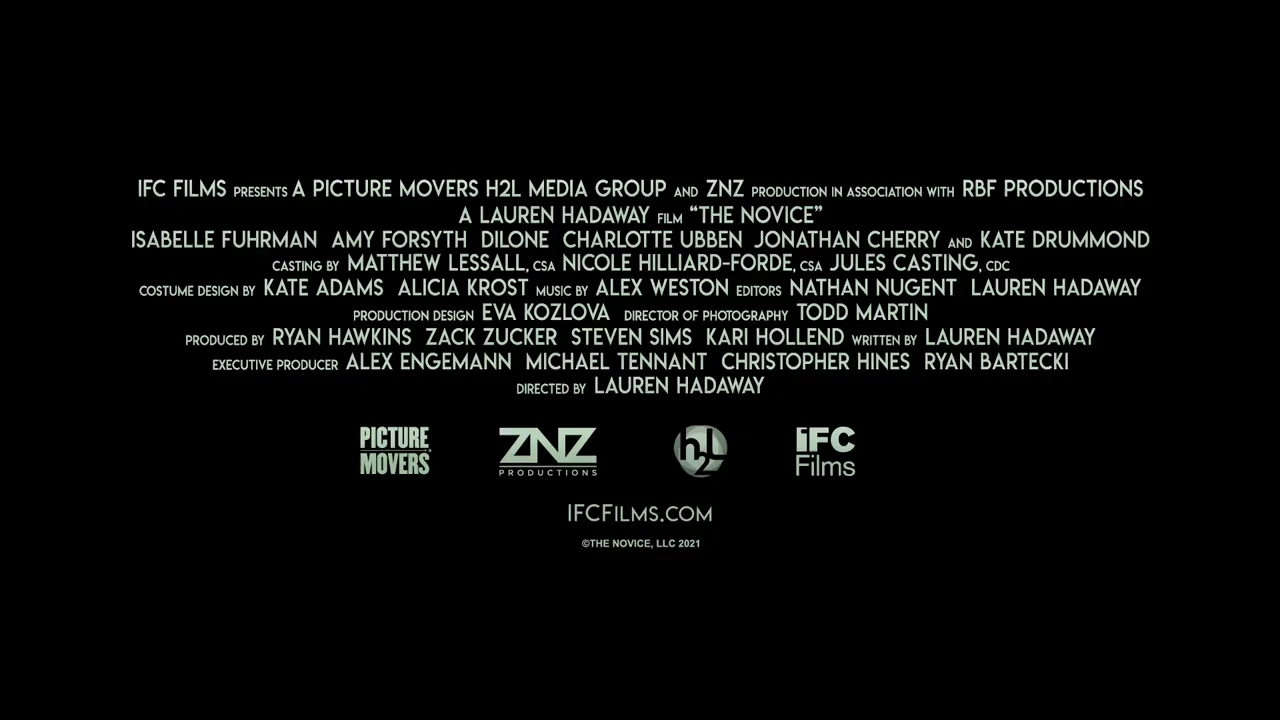 IFC FILMS PRESENTS A PICTURE MOVERS H2L MEDIA GROUP AND ZNZ PRODUCTION IN ASSOCIATION WITH RBF PRODUCTIONS
A LAUREN HADAWAY FILM “THE NOVICE”
ISABELLE FUHRMAN AMY FORSYTH DILONE CHARLOTTE UBBEN JONATHAN CHERRY AND KATE DRUMMOND
CASTING BY MATTHEW LESSALL, CSA NICOLE HILLIARD-FORDE, CSA JULES CASTING, CDC
COSTUME DESIGN BY KATE ADAMS ALICIA KROST MUSIC BY ALEX WESTON EDITORS NATHAN NUGENT LAUREN HADAWAY
PRODUCTION DESIGN EVA KOZLOVA DIRECTOR OF PHOTOGRAPHY TODD MARTIN
PRODUCED BY RYAN HAWKINS ZACK ZUCKER STEVEN SIMS KARI HOLLEND WRITTEN BY LAUREN HADAWAY
EXECUTIVE PRODUCER ALEX ENGEMANN MICHAEL TENNANT CHRISTOPHER HINES RYAN BARTECKI
DIRECTED BY LAUREN HADAWAY
PICTURE MOVERS
ZNZ PRODUCTIONS
h2L
IFC Films
IFCFILMS.COM
©THE NOVICE, LLC 2021